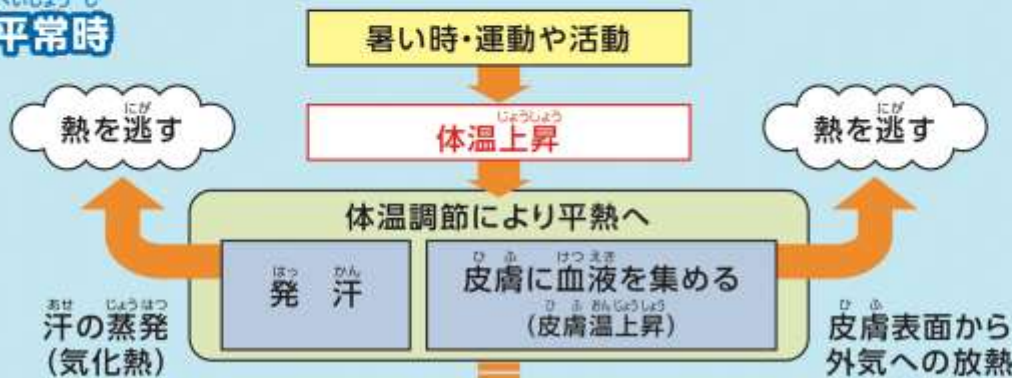 平常時
暑い時・運動や活動
熱を逃す
体温上昇
熱を逃す
体温調節により平熱へ
発 汗
皮膚に血液を集める
(皮膚温上昇)
汗の蒸発
(気化熱)
皮膚表面から
外気への放熱